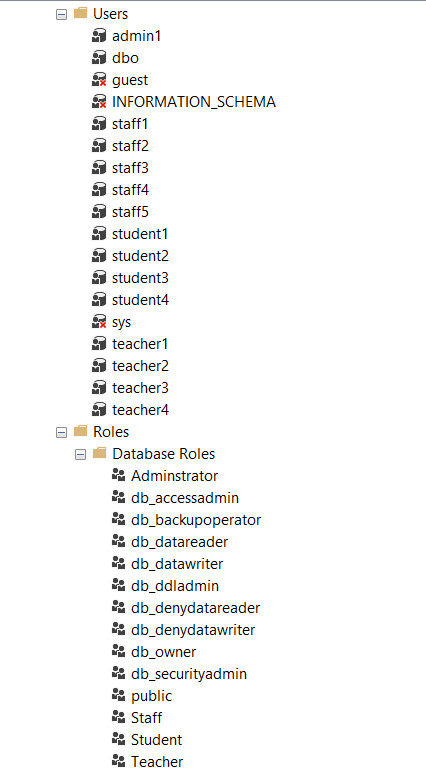 Users
admin1
dbo
guest
INFORMATION_SCHEMA
staff1
staff2
staff3
staff4
staff5
student1
student2
student3
student4
sys
teacher1
teacher2
teacher3
teacher4
Roles
Database Roles
Adminstrator
db_accessadmin
db_backupoperator
db_datareader
db_datawriter
db_ddladmin
db_denydatareader
db_denydatawriter
db_owner
db_securityadmin
public
Staff
Student
Teacher